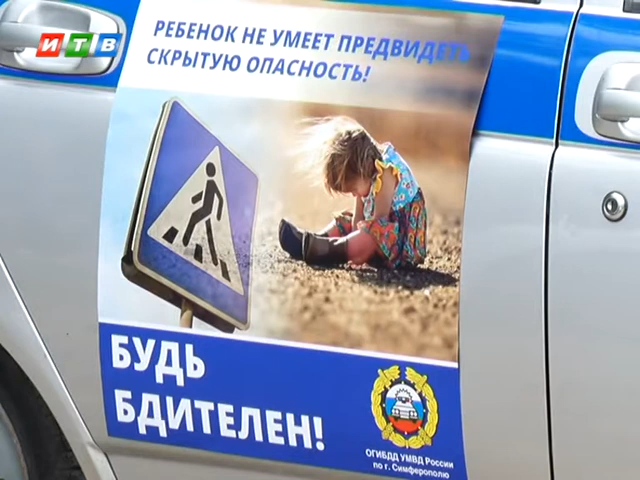 ИТВ
РЕБЕНОК НЕ УМЕЕТ ПРЕДВИДЕТЬ
СКРЫТУЮ ОПАСНОСТЬ!
БУДЬ
БДИТЕЛЕН!
ОГИБДД УМВД России
по г. Симферополю